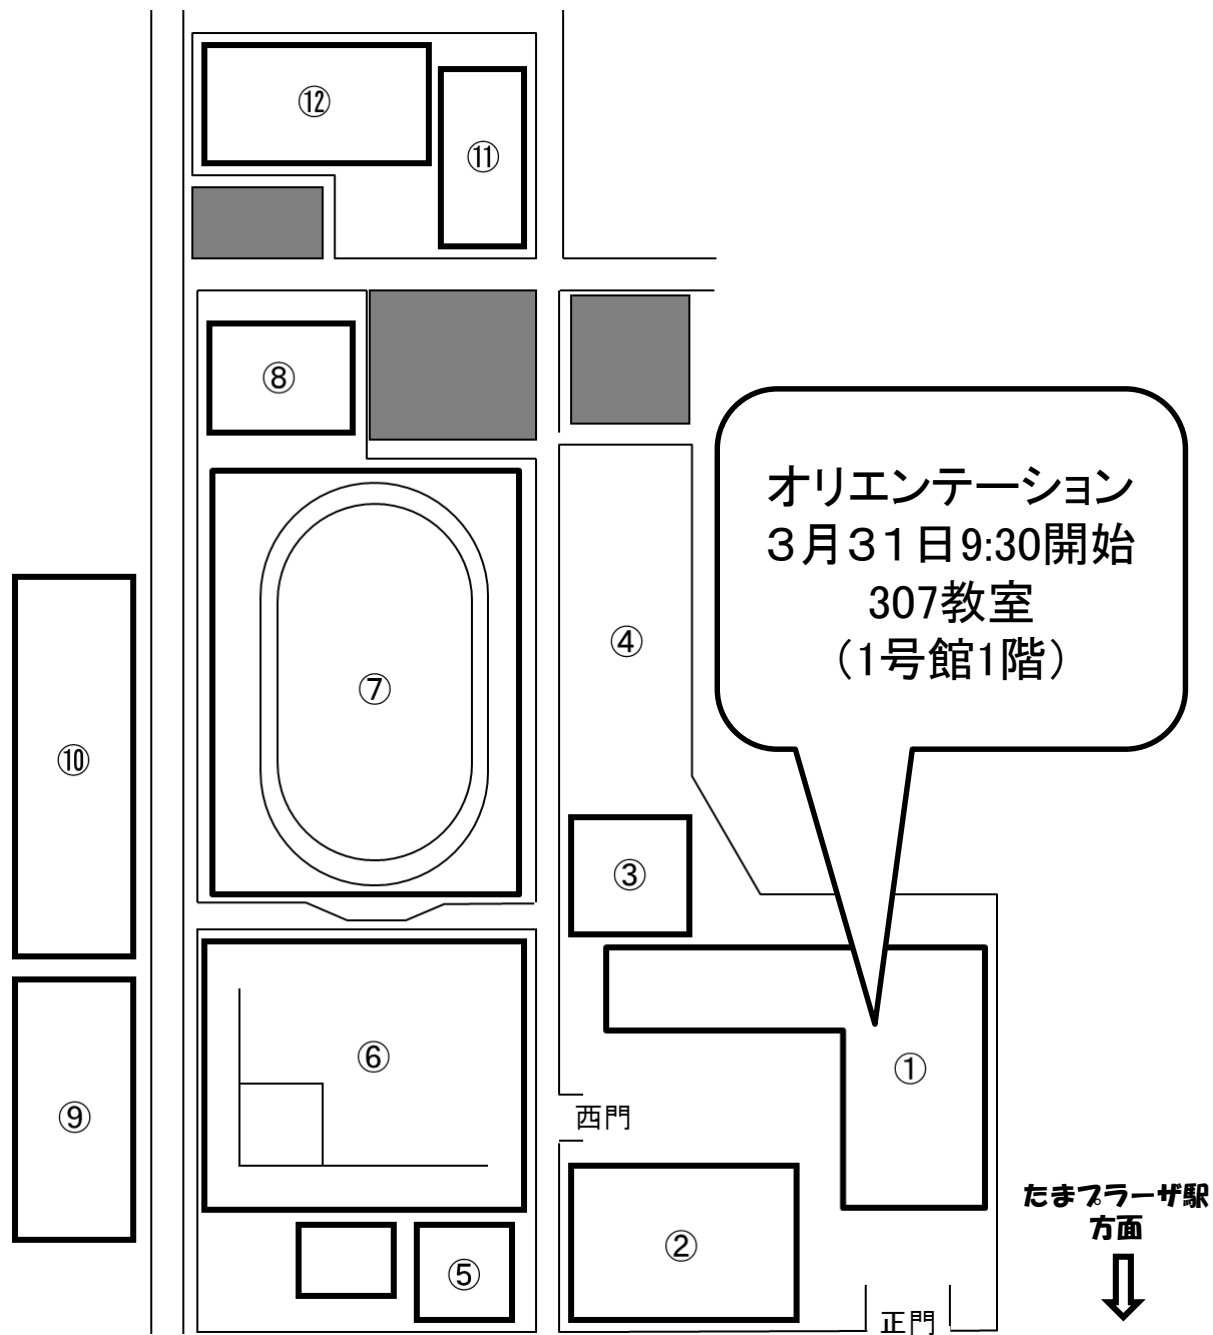 ⑫
⑪
⑧
オリエンテーション
３月３１日9:30開始
307教室
（1号館1階）
④
⑦
⑩
③
⑥
①
⑨
西門
たまプラーザ駅
方面
②
⑤
正門